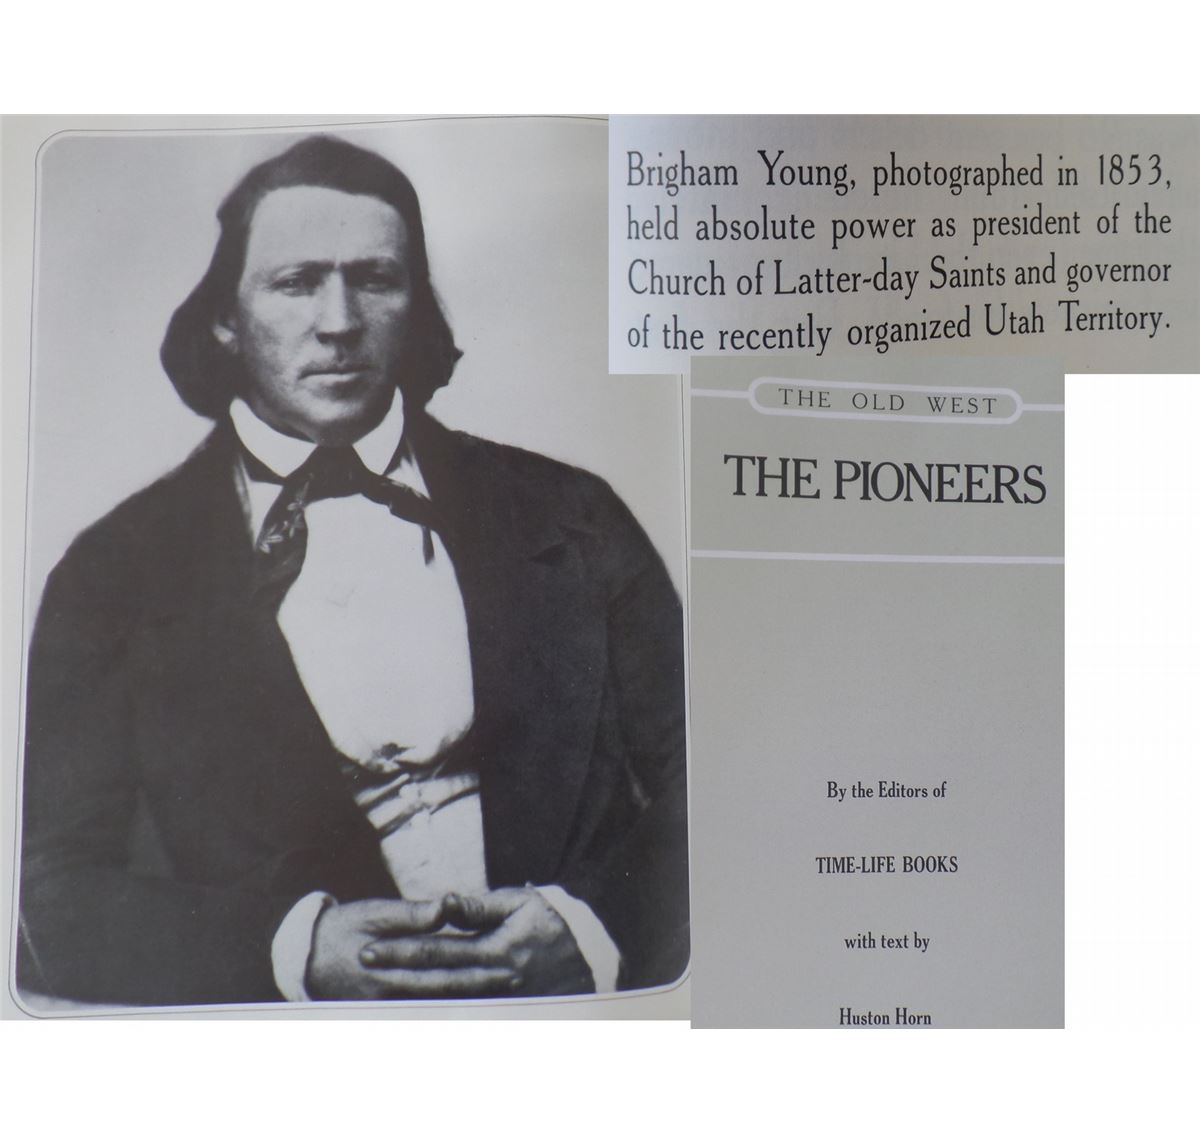 Brigham Young, photographed in 1853,
held absolute power as president of the
Church of Latter-day Saints and governor
of the recently organized Utah Territory.
THE OLD WEST
THE PIONEERS
By the Editors of
TIME-LIFE BOOKS
with text by
Huston Horn